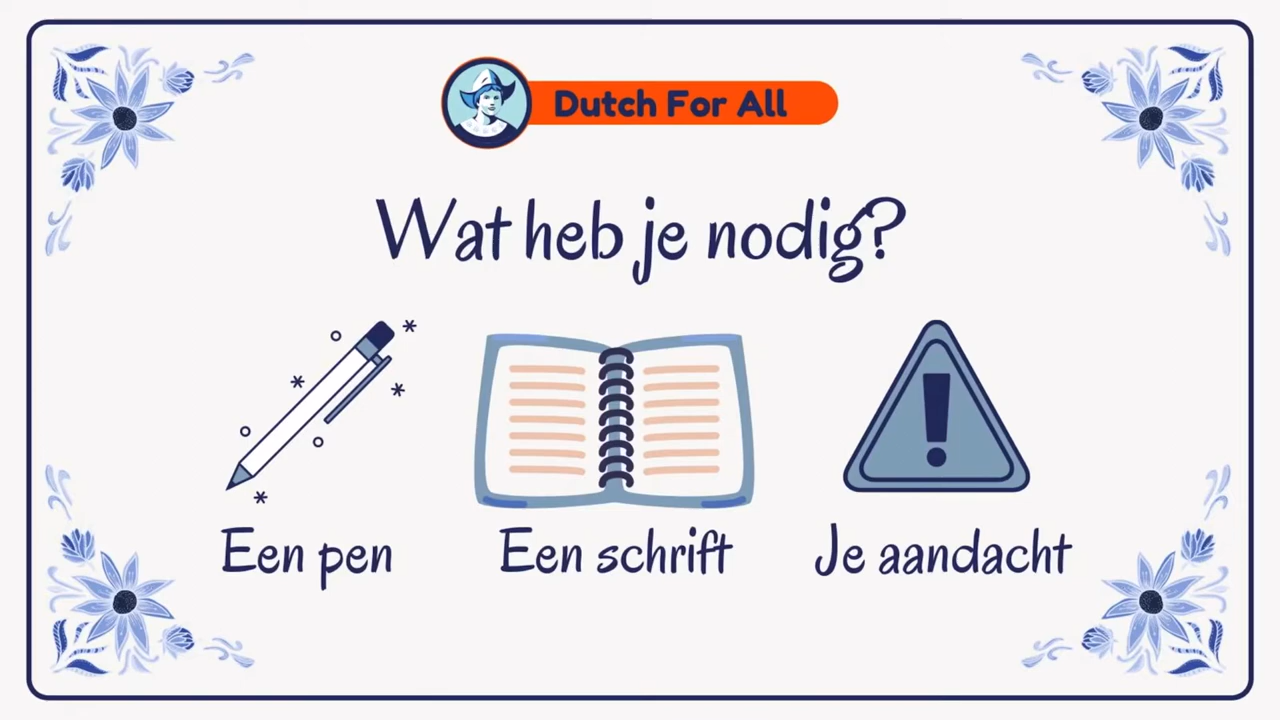 Dutch For All
Wat heb je nodig?
Een pen
Een schrift
Je aandacht